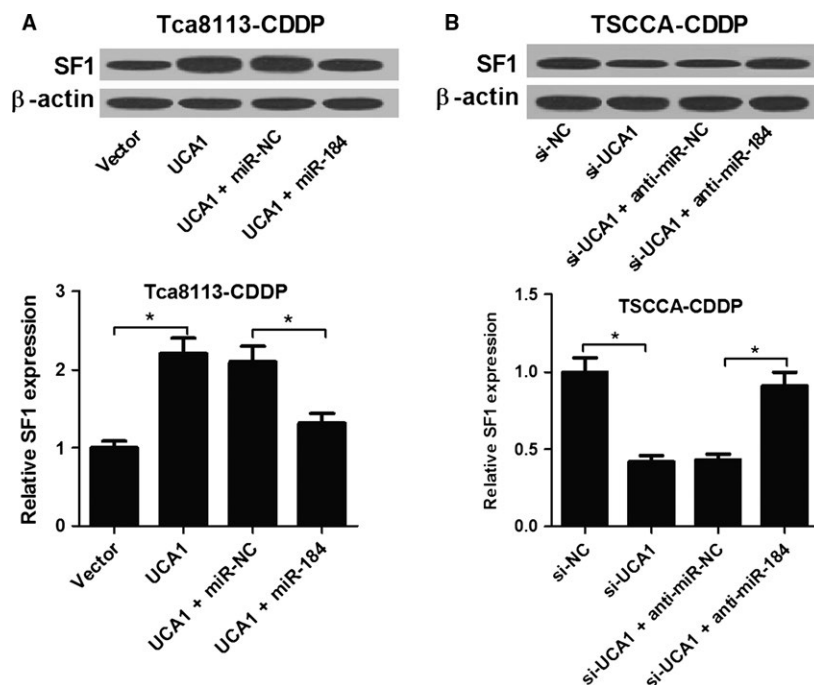 A
Tca8113-CDDP
SF1
β-actin
Vector
UCA1
UCA1 + miR-NC
UCA1 + miR-184
Tca8113-CDDP
Relative SF1 expression
3
2
1
0
*
*
Vector
UCA1
UCA1 + miR-NC
UCA1 + miR-184
B
TSCCA-CDDP
SF1
β-actin
si-NC
si-UCA1
si-UCA1 + anti-miR-NC
si-UCA1 + anti-miR-184
TSCCA-CDDP
Relative SF1 expression
1.5
1.0
0.5
0.0
*
*
si-NC
si-UCA1
si-UCA1 + anti-miR-NC
si-UCA1 + anti-miR-184